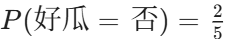 P(好瓜 = 否) = 2/5